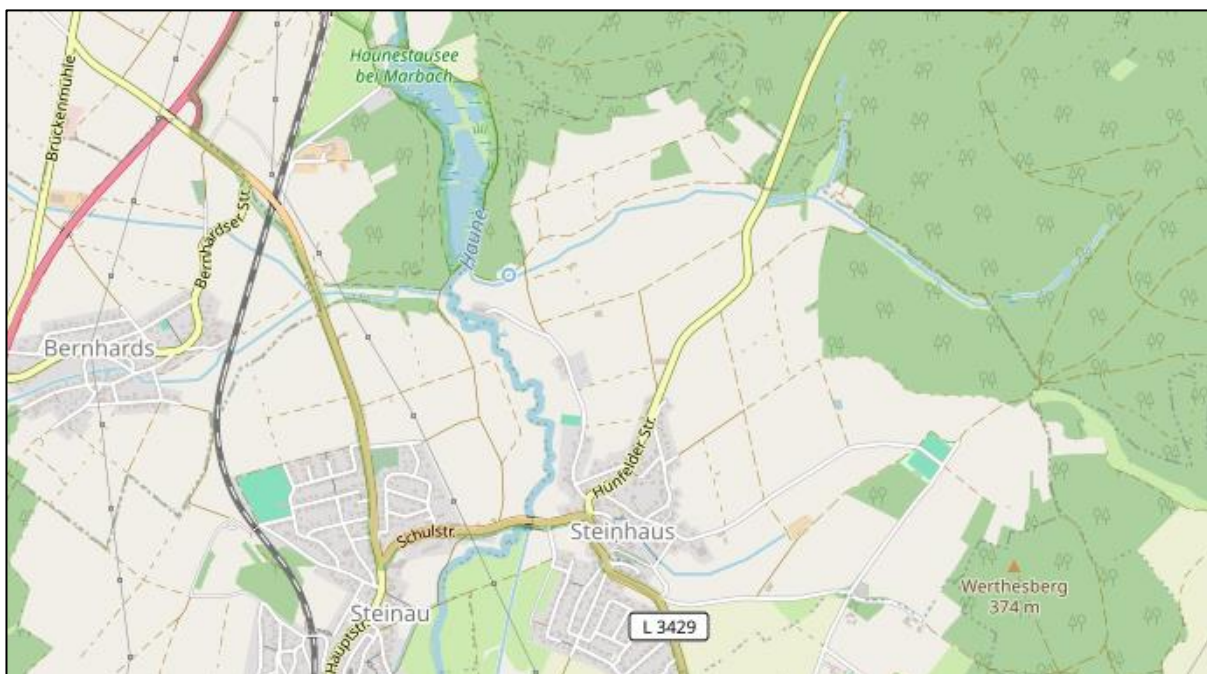 Haunestausee
bei Marbach
Brückenmühle
Bernhardser Str.
Haune
Bernhards
Hünfelder Str.
Schulstr.
Steinhaus
Werthesberg
374 m
Steinau
L 3429
Hauptstr.